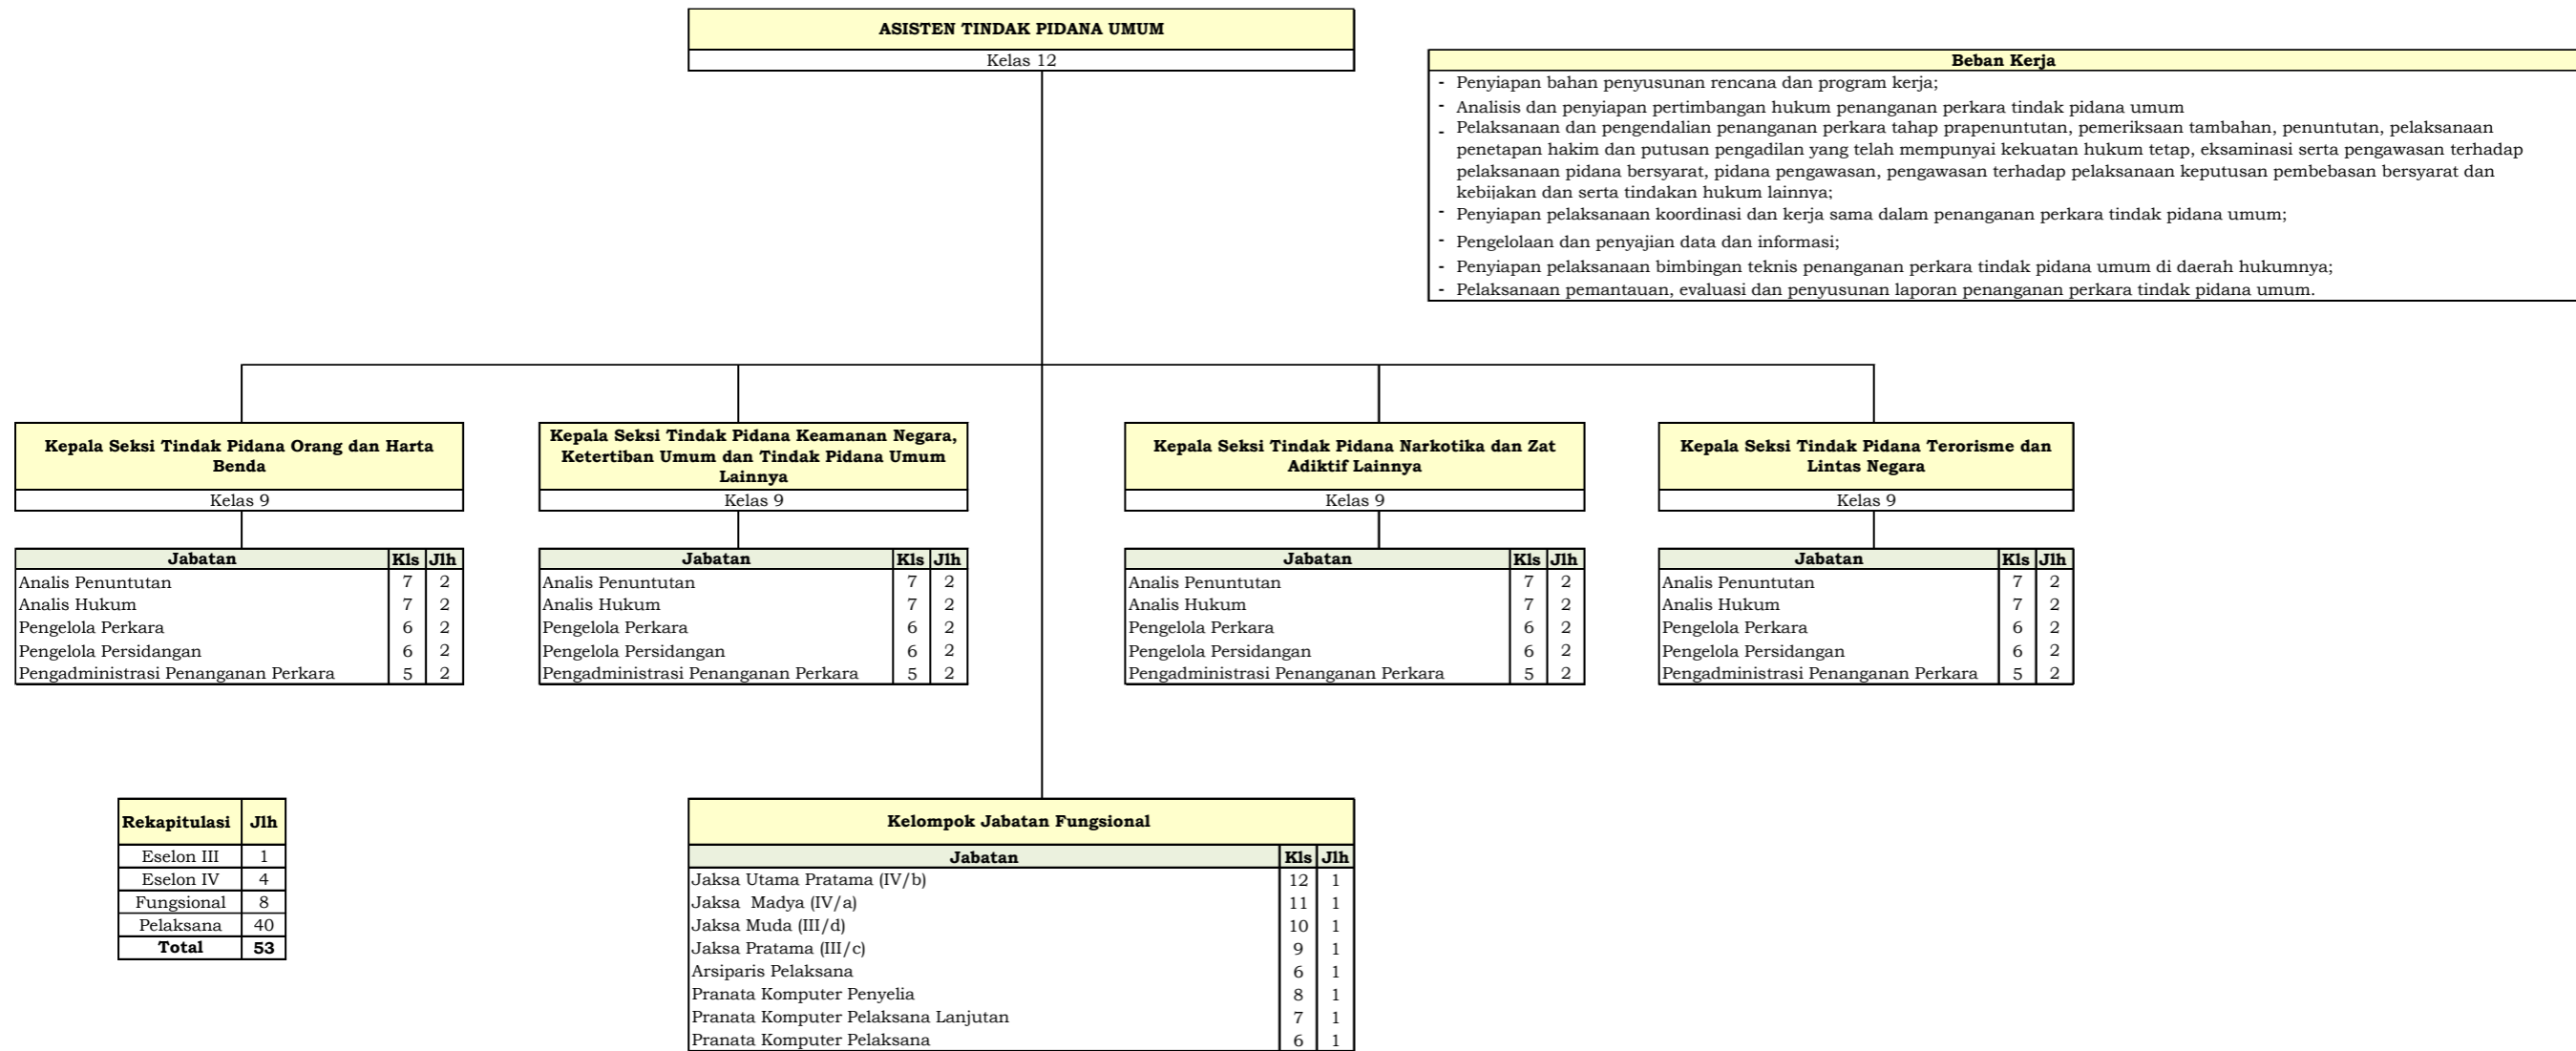 ASISTEN TINDAK PIDANA UMUM
Kelas 12
Beban Kerja
- Penyiapan bahan penyusunan rencana dan program kerja;
- Analisis dan penyiapan pertimbangan hukum penanganan perkara tindak pidana umum
- Pelaksanaan dan pengendalian penanganan perkara tahap prapenuntutan, pemeriksaan tambahan, penuntutan, pelaksanaan
penetapan hakim dan putusan pengadilan yang telah mempunyai kekuatan hukum tetap, eksaminasi serta pengawasan terhadap
pelaksanaan pidana bersyarat, pidana pengawasan, pengawasan terhadap pelaksanaan keputusan pembebasan bersyarat dan
kebijakan dan serta tindakan hukum lainnya;
- Penyiapan pelaksanaan koordinasi dan kerja sama dalam penanganan perkara tindak pidana umum;
- Pengelolaan dan penyajian data dan informasi;
- Penyiapan pelaksanaan bimbingan teknis penanganan perkara tindak pidana umum di daerah hukumnya;
- Pelaksanaan pemantauan, evaluasi dan penyusunan laporan penanganan perkara tindak pidana umum.
Kepala Seksi Tindak Pidana Orang dan Harta
Benda
Kelas 9
Jabatan Kls Jlh
Analis Penuntutan 7 2
Analis Hukum 7 2
Pengelola Perkara 6 2
Pengelola Persidangan 6 2
Pengadministrasi Penanganan Perkara 5 2
Kepala Seksi Tindak Pidana Keamanan Negara,
Ketertiban Umum dan Tindak Pidana Umum
Lainnya
Kelas 9
Jabatan Kls Jlh
Analis Penuntutan 7 2
Analis Hukum 7 2
Pengelola Perkara 6 2
Pengelola Persidangan 6 2
Pengadministrasi Penanganan Perkara 5 2
Kepala Seksi Tindak Pidana Narkotika dan Zat
Adiktif Lainnya
Kelas 9
Jabatan Kls Jlh
Analis Penuntutan 7 2
Analis Hukum 7 2
Pengelola Perkara 6 2
Pengelola Persidangan 6 2
Pengadministrasi Penanganan Perkara 5 2
Kepala Seksi Tindak Pidana Terorisme dan
Lintas Negara
Kelas 9
Jabatan Kls Jlh
Analis Penuntutan 7 2
Analis Hukum 7 2
Pengelola Perkara 6 2
Pengelola Persidangan 6 2
Pengadministrasi Penanganan Perkara 5 2
Rekapitulasi Jlh
Eselon III 1
Eselon IV 4
Fungsional 8
Pelaksana 40
Total 53
Kelompok Jabatan Fungsional
Jabatan Kls Jlh
Jaksa Utama Pratama (IV/b) 12 1
Jaksa Madya (IV/a) 11 1
Jaksa Muda (III/d) 10 1
Jaksa Pratama (III/c) 9 1
Arsiparis Pelaksana 6 1
Pranata Komputer Penyelia 8 1
Pranata Komputer Pelaksana Lanjutan 7 1
Pranata Komputer Pelaksana 6 1